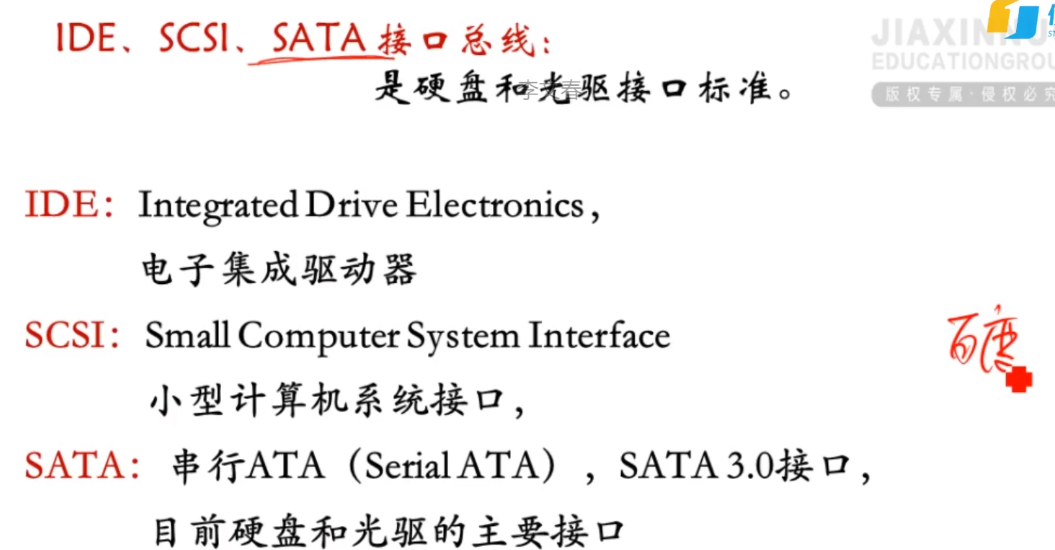 IDE、SCSI、SATA接口总线：
是硬盘和光驱接口标准。
JIAXIN
EDUCATIONGROU
版权专属·侵权必究
IDE：Integrated Drive Electronics，
电子集成驱动器
SCSI：Small Computer System Interface
小型计算机系统接口，
百度
SATA：串行ATA（Serial ATA），SATA 3.0接口，
目前硬盘和光驱的主要接口